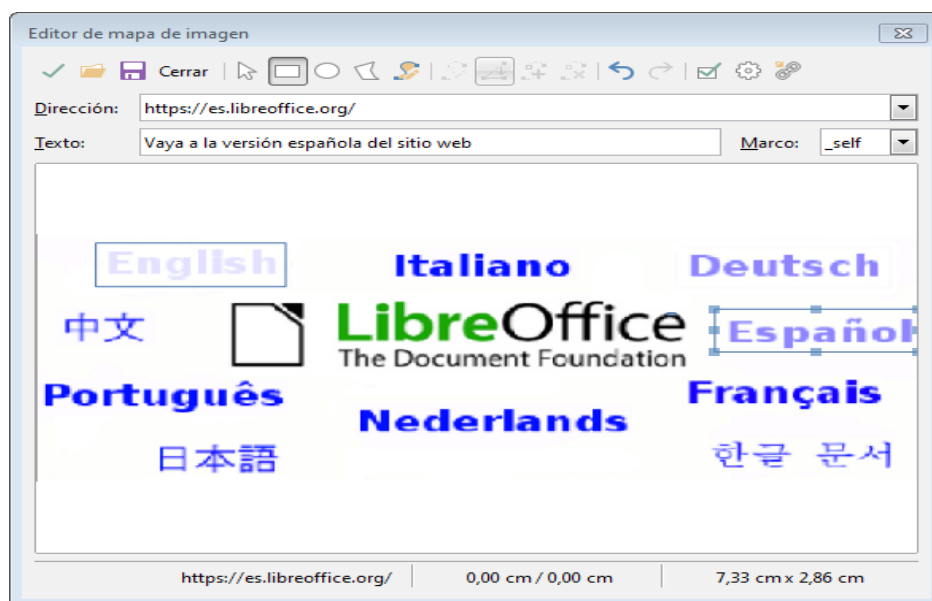 Editor de mapa de imagen
Cerrar
Dirección: https://es.libreoffice.org/
Texto: Vaya a la versión española del sitio web Marco: _self
English Italiano Deutsch
中文 LibreOffice Español
The Document Foundation
Português Nederlands Français
日本語 한글 문서
https://es.libreoffice.org/ 0,00 cm / 0,00 cm 7,33 cm x 2,86 cm